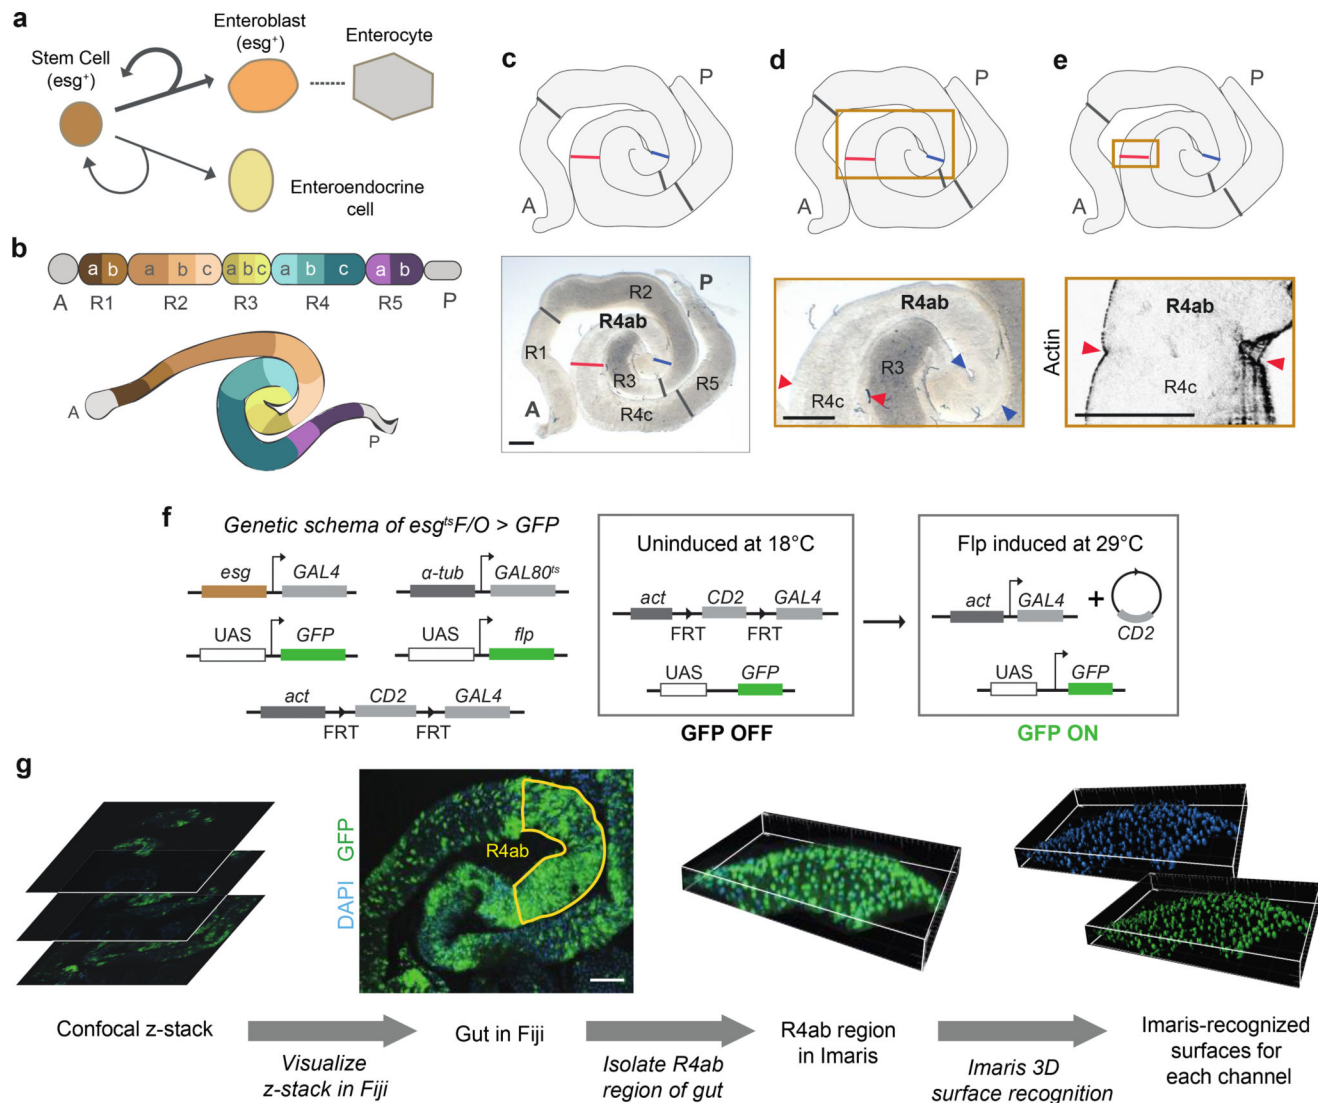 a
Stem Cell
(esg⁺)
Enteroblast
(esg⁺)
Enterocyte
Enteroendocrine
cell
b
a b a b c a b c a b c a b
A R1 R2 R3 R4 R5 P
A
P
c
P
A
R2
P
R4ab
R1
R3
R5
R4c
A
d
P
A
R4ab
R3
R4c
e
P
A
Actin
R4ab
R4c
f
Genetic schema of esgᵗˢF/O > GFP
esg GAL4
α-tub GAL80ᵗˢ
UAS GFP
UAS flp
act CD2 GAL4
FRT FRT
Uninduced at 18°C
act CD2 GAL4
FRT FRT
UAS GFP
GFP OFF
Flp induced at 29°C
act GAL4 +
CD2
UAS GFP
GFP ON
g
DAPI GFP
R4ab
Confocal z-stack
Visualize
z-stack in Fiji
Gut in Fiji
Isolate R4ab
region of gut
R4ab region
in Imaris
Imaris 3D
surface recognition
Imaris-recognized
surfaces for
each channel